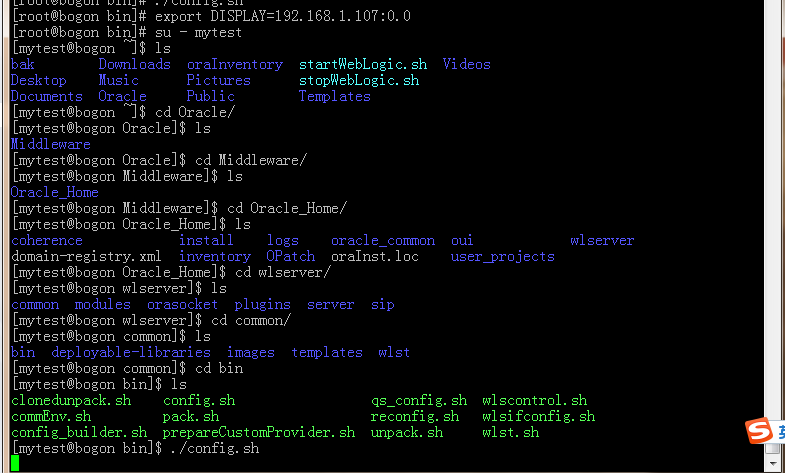 [root@bogon bin]# ./config.sh
[root@bogon bin]# export DISPLAY=192.168.1.107:0.0
[root@bogon bin]# su - mytest
[mytest@bogon ~]$ ls
bak Downloads oraInventory startWebLogic.sh Videos
Desktop Music Pictures stopWebLogic.sh
Documents Oracle Public Templates
[mytest@bogon ~]$ cd Oracle/
[mytest@bogon Oracle]$ ls
Middleware
[mytest@bogon Oracle]$ cd Middleware/
[mytest@bogon Middleware]$ ls
Oracle_Home
[mytest@bogon Middleware]$ cd Oracle_Home/
[mytest@bogon Oracle_Home]$ ls
coherence install logs oracle_common oui wlserver
domain-registry.xml inventory OPatch oraInst.loc user_projects
[mytest@bogon Oracle_Home]$ cd wlserver/
[mytest@bogon wlserver]$ ls
common modules orasocket plugins server sip
[mytest@bogon wlserver]$ cd common/
[mytest@bogon common]$ ls
bin deployable-libraries images templates wlst
[mytest@bogon common]$ cd bin
[mytest@bogon bin]$ ls
clonedunpack.sh config.sh qs_config.sh wlscontrol.sh
commEnv.sh pack.sh reconfig.sh wlsifconfig.sh
config_builder.sh prepareCustomProvider.sh unpack.sh wlst.sh
[mytest@bogon bin]$ ./config.sh
S 英